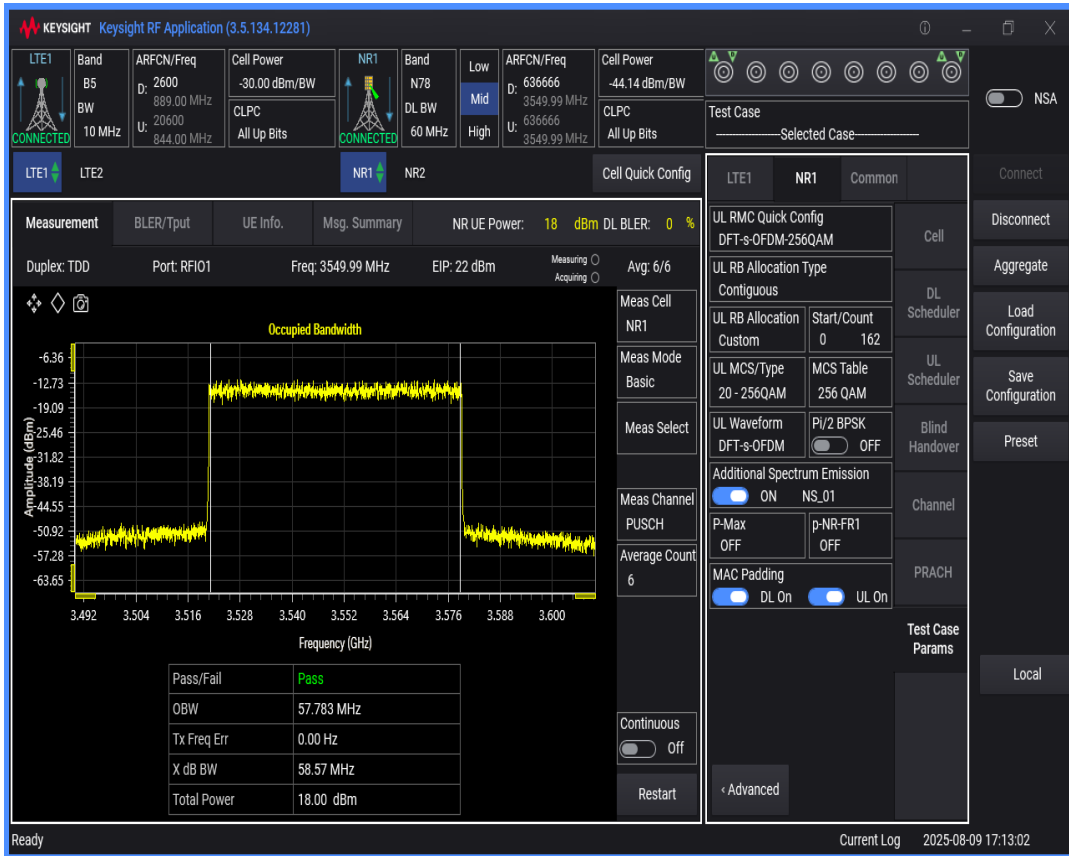 KEYSIGHT Keysight RF Application (3.5.134.12281)
LTE1
CONNECTED
Band
B5
BW
10 MHz
ARFCN/Freq
D: 2600
889.00 MHz
U: 20600
844.00 MHz
Cell Power
-30.00 dBm/BW
CLPC
All Up Bits
NR1
CONNECTED
Band
N78
DL BW
60 MHz
Low
Mid
High
ARFCN/Freq
D: 636666
3549.99 MHz
U: 636666
3549.99 MHz
Cell Power
-44.14 dBm/BW
CLPC
All Up Bits
Test Case
--------------------Selected Case--------------------
NSA
LTE1 LTE2 NR1 NR2 Cell Quick Config
Measurement BLER/Tput UE Info. Msg. Summary NR UE Power: 18 dBm DL BLER: 0 %
Duplex: TDD Port: RFIO1 Freq: 3549.99 MHz EIP: 22 dBm Measuring Acquiring Avg: 6/6
Occupied Bandwidth
Amplitude (dBm)
-6.36
-12.73
-19.09
-25.46
-31.82
-38.19
-44.55
-50.92
-57.28
-63.65
3.492 3.504 3.516 3.528 3.540 3.552 3.564 3.576 3.588 3.600
Frequency (GHz)
Pass/Fail Pass
OBW 57.783 MHz
Tx Freq Err 0.00 Hz
X dB BW 58.57 MHz
Total Power 18.00 dBm
Meas Cell
NR1
Meas Mode
Basic
Meas Select
Meas Channel
PUSCH
Average Count
6
Continuous
Off
Restart
LTE1 NR1 Common
UL RMC Quick Config
DFT-s-OFDM-256QAM
UL RB Allocation Type
Contiguous
UL RB Allocation
Custom
Start/Count
0 162
UL MCS/Type
20 - 256QAM
MCS Table
256 QAM
UL Waveform
DFT-s-OFDM
Pi/2 BPSK
OFF
Additional Spectrum Emission
ON NS_01
P-Max
OFF
p-NR-FR1
OFF
MAC Padding
DL On UL On
‹ Advanced
Cell
DL
Scheduler
UL
Scheduler
Blind
Handover
Channel
PRACH
Test Case
Params
Connect
Disconnect
Aggregate
Load
Configuration
Save
Configuration
Preset
Local
Ready Current Log 2025-08-09 17:13:02